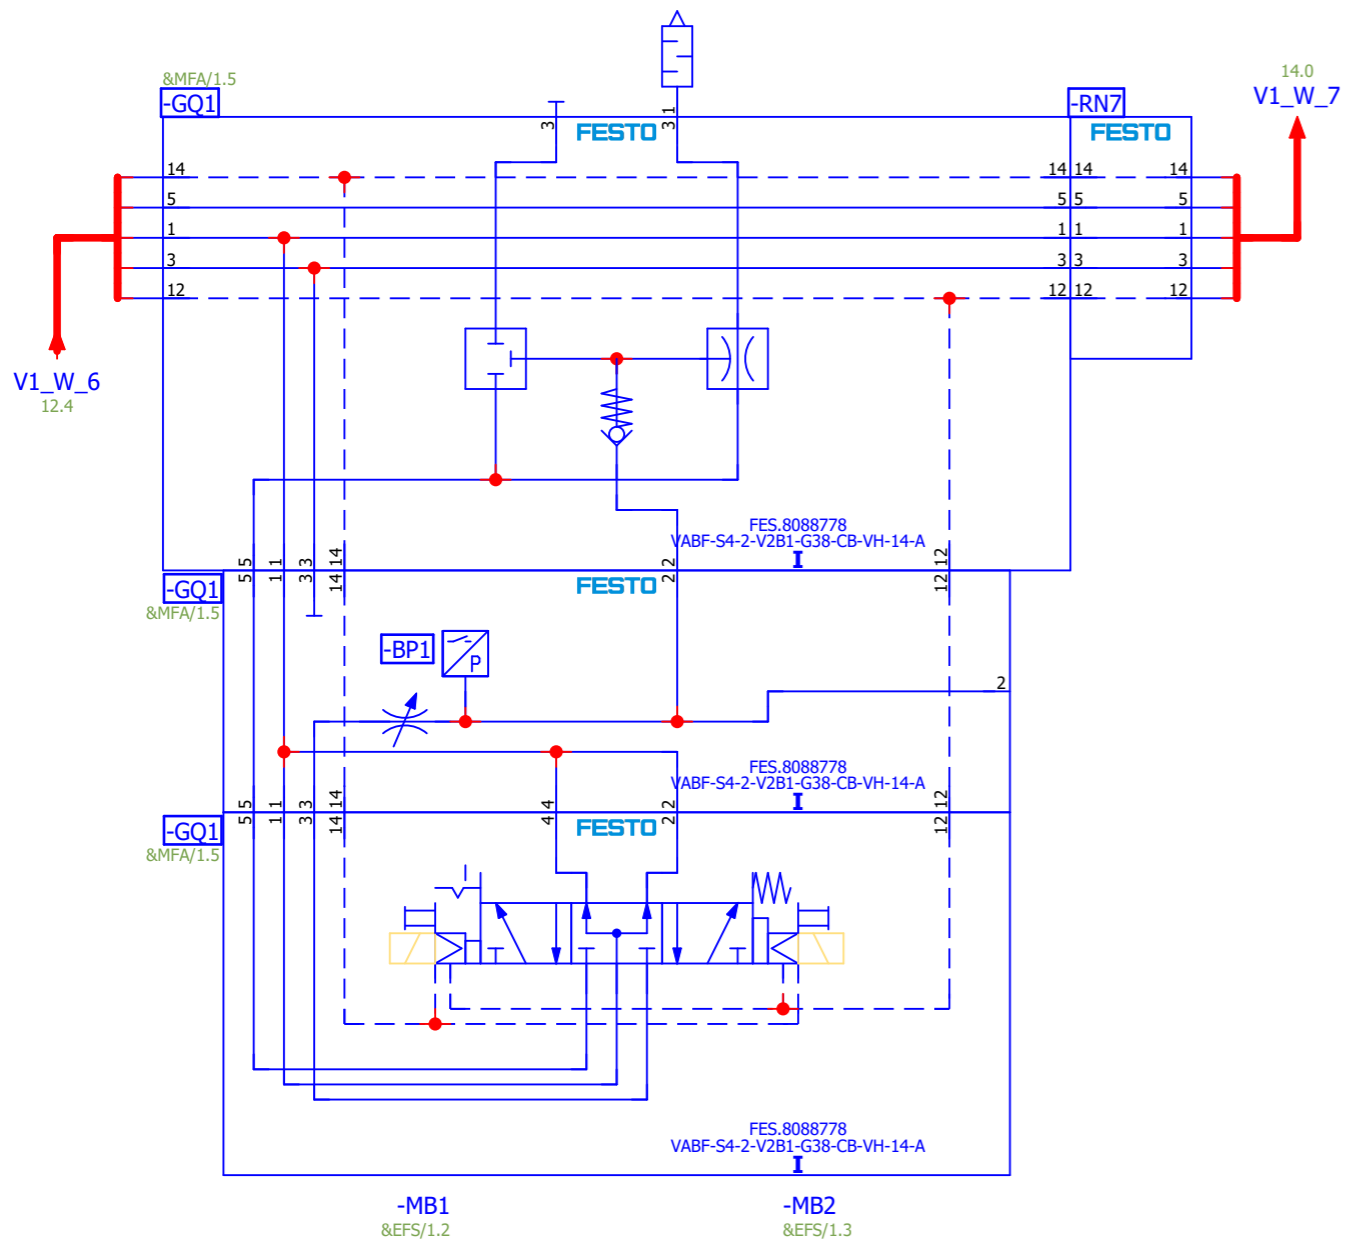 &MFA/1.5
-GQ1
-RN7
14.0
V1_W_7
3
FESTO
3 1
FESTO
14
14 14
14
5
5 5
5
1
1 1
1
3
3 3
3
12
12 12
12
V1_W_6
12.4
FES.8088778
VABF-S4-2-V2B1-G38-CB-VH-14-A
I
5 5
1 1
3 3
14 14
2 2
12 12
-GQ1
&MFA/1.5
FESTO
-BP1
P
2
FES.8088778
VABF-S4-2-V2B1-G38-CB-VH-14-A
I
5 5
1 1
3 3
14 14
4 4
2 2
12 12
-GQ1
&MFA/1.5
FESTO
FES.8088778
VABF-S4-2-V2B1-G38-CB-VH-14-A
I
-MB1
&EFS/1.2
-MB2
&EFS/1.3